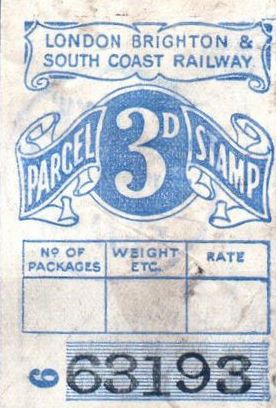 LONDON BRIGHTON &
SOUTH COAST RAILWAY
PARCEL 3D STAMP
Nº OF PACKAGES
WEIGHT ETC.
RATE
6 63193